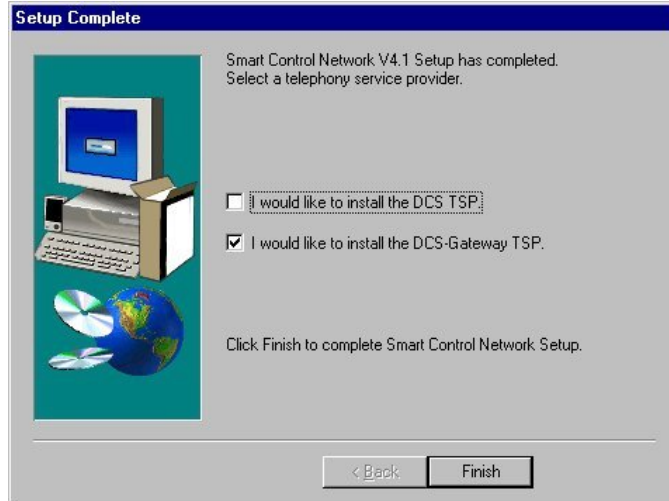 Setup Complete
Smart Control Network V4.1 Setup has completed.
Select a telephony service provider.
I would like to install the DCS TSP.
I would like to install the DCS-Gateway TSP.
Click Finish to complete Smart Control Network Setup.
< Back
Finish